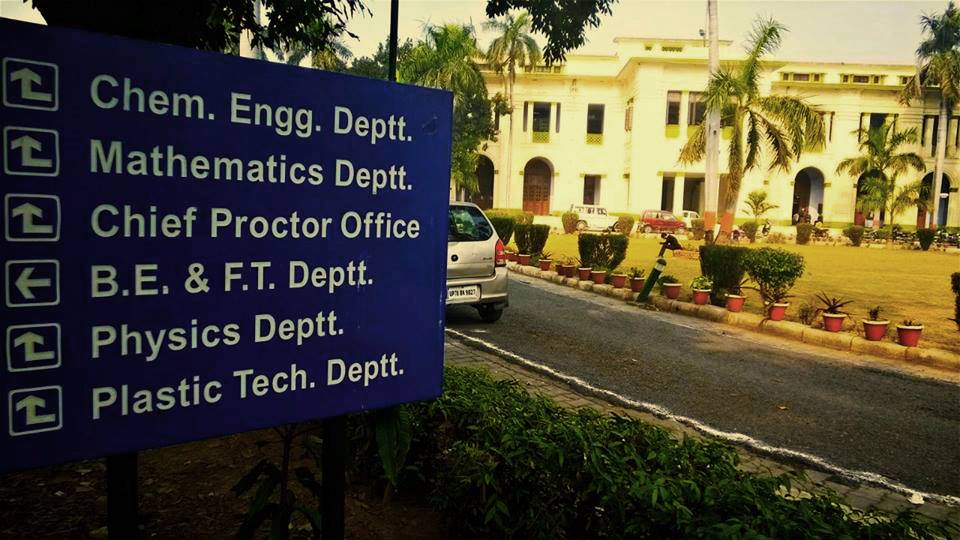 Chem. Engg. Deptt.
Mathematics Deptt.
Chief Proctor Office
B.E. & F.T. Deptt.
Physics Deptt.
Plastic Tech. Deptt.